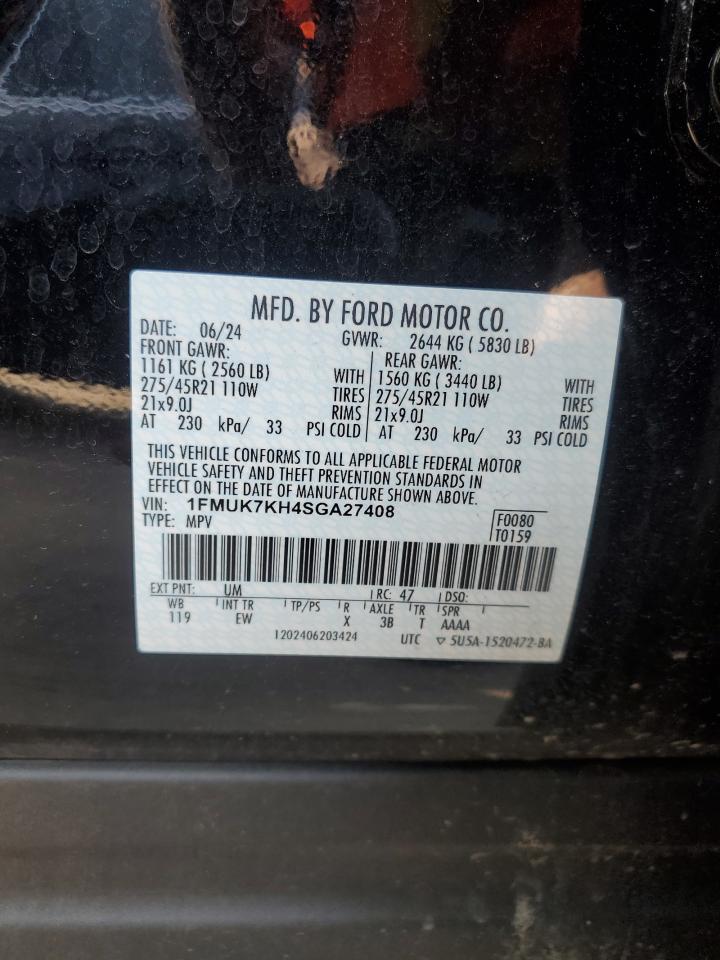 MFD. BY FORD MOTOR CO.
DATE: 06/24 GVWR: 2644 KG ( 5830 LB)
FRONT GAWR: REAR GAWR:
1161 KG ( 2560 LB) WITH 1560 KG ( 3440 LB) WITH
275/45R21 110W TIRES 275/45R21 110W TIRES
21x9.0J RIMS 21x9.0J RIMS
AT 230 kPa/ 33 PSI COLD AT 230 kPa/ 33 PSI COLD
THIS VEHICLE CONFORMS TO ALL APPLICABLE FEDERAL MOTOR
VEHICLE SAFETY AND THEFT PREVENTION STANDARDS IN
EFFECT ON THE DATE OF MANUFACTURE SHOWN ABOVE.
VIN: 1FMUK7KH4SGA27408 F0080
TYPE: MPV T0159
EXT PNT: UM RC: 47 DSO:
WB INT TR TP/PS R AXLE TR SPR
119 EW X 3B T AAAA
1202406203424 UTC ▽ 5U5A-1520472-BA